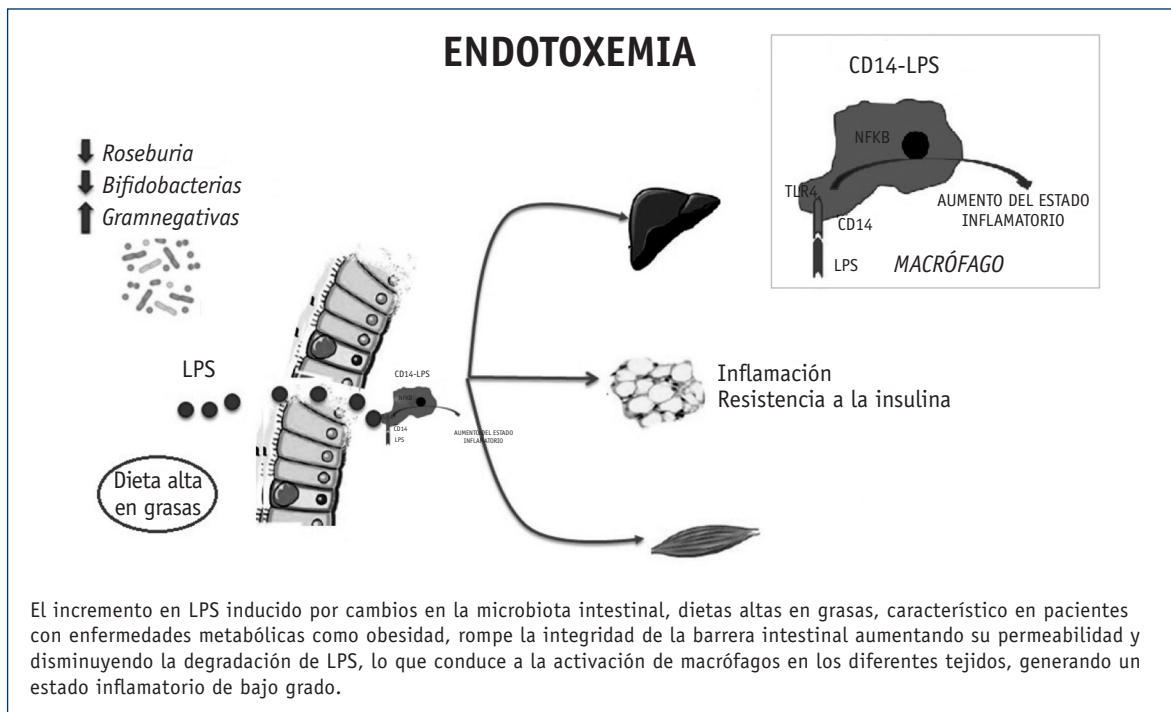 ENDOTOXEMIA
CD14-LPS
NFKB
TLR4
CD14
LPS
AUMENTO DEL ESTADO
INFLAMATORIO
MACRÓFAGO
Roseburia
Bifidobacterias
Gramnegativas
LPS
CD14-LPS
NFKB
CD14
LPS
AUMENTO DEL ESTADO
INFLAMATORIO
Inflamación
Resistencia a la insulina
Dieta alta
en grasas
El incremento en LPS inducido por cambios en la microbiota intestinal, dietas altas en grasas, característico en pacientes
con enfermedades metabólicas como obesidad, rompe la integridad de la barrera intestinal aumentando su permeabilidad y
disminuyendo la degradación de LPS, lo que conduce a la activación de macrófagos en los diferentes tejidos, generando un
estado inflamatorio de bajo grado.